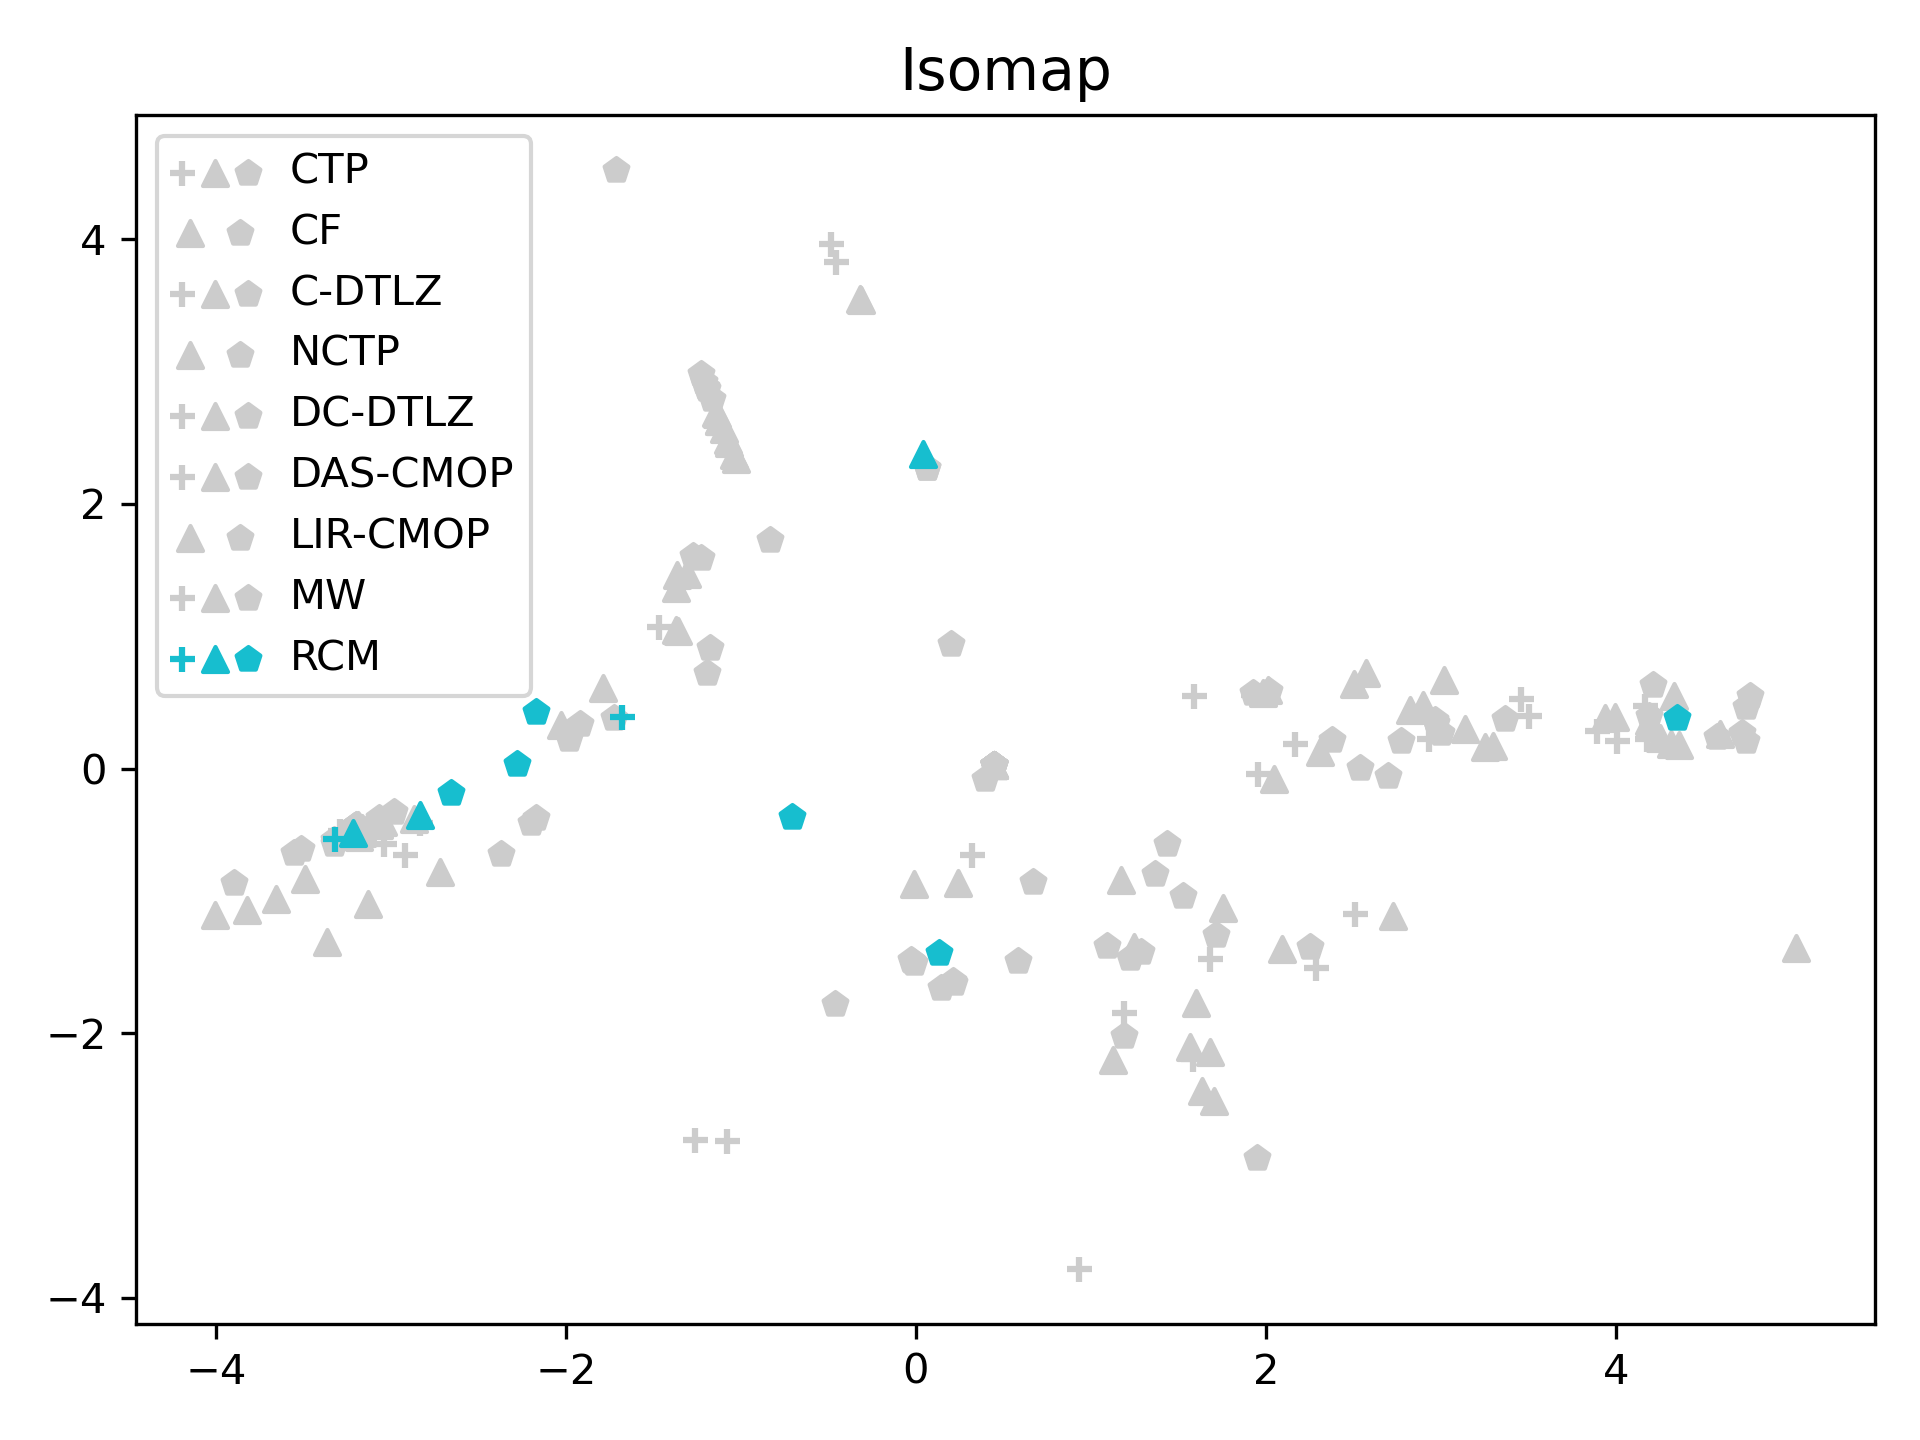 Isomap
CTP
CF
C-DTLZ
NCTP
DC-DTLZ
DAS-CMOP
LIR-CMOP
MW
RCM
4
2
0
−2
−4
−4 −2 0 2 4